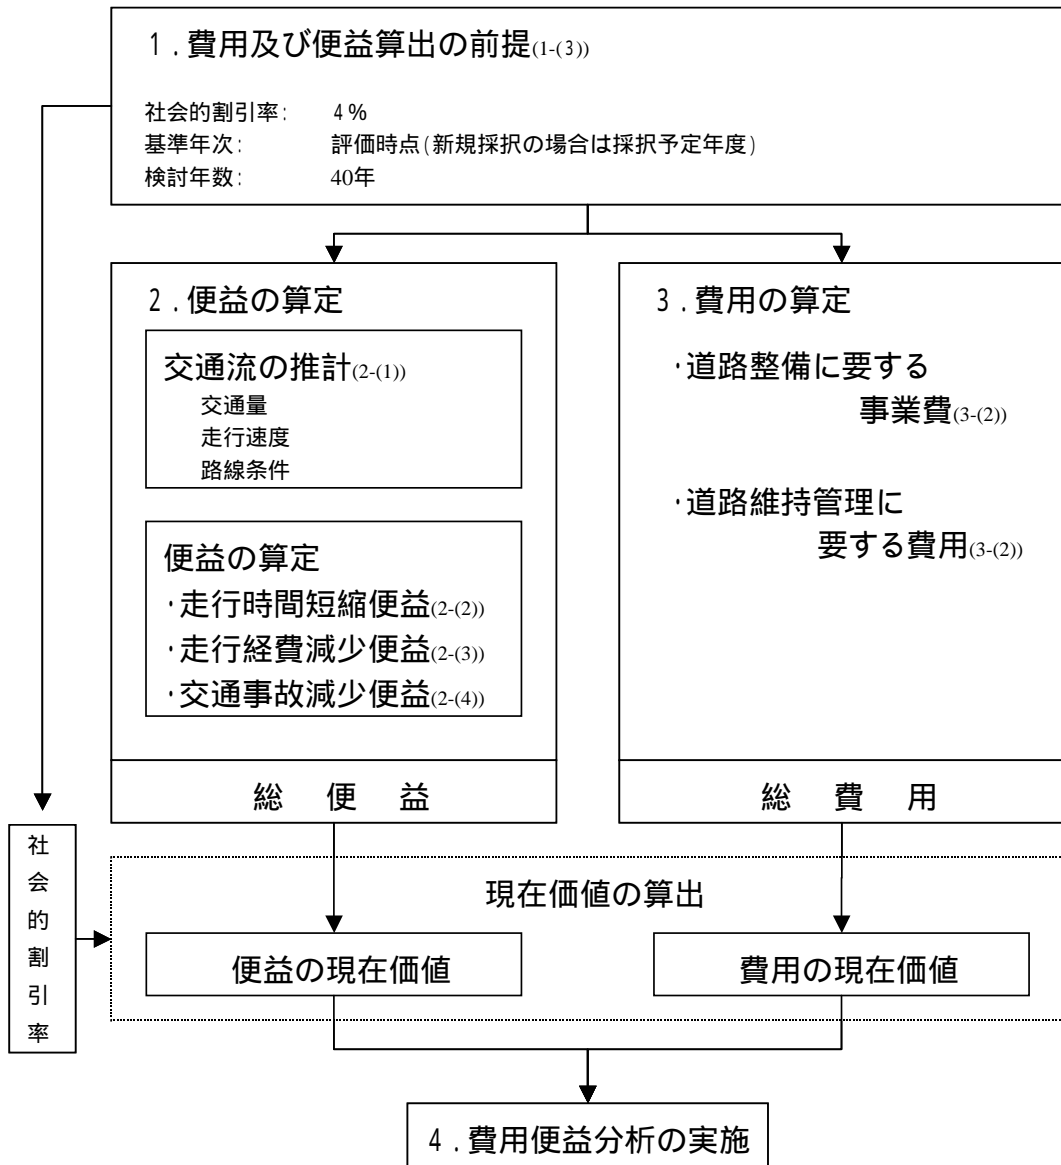 1．費用及び便益算出の前提(1-(3))
社会的割引率： 4％
基準年次： 評価時点(新規採択の場合は採択予定年度)
検討年数： 40年
2．便益の算定
交通流の推計(2-(1))
交通量
走行速度
路線条件
便益の算定
・走行時間短縮便益(2-(2))
・走行経費減少便益(2-(3))
・交通事故減少便益(2-(4))
総 便 益
3．費用の算定
・道路整備に要する
事業費(3-(2))
・道路維持管理に
要する費用(3-(2))
総 費 用
社会的割引率
現在価値の算出
便益の現在価値
費用の現在価値
4．費用便益分析の実施